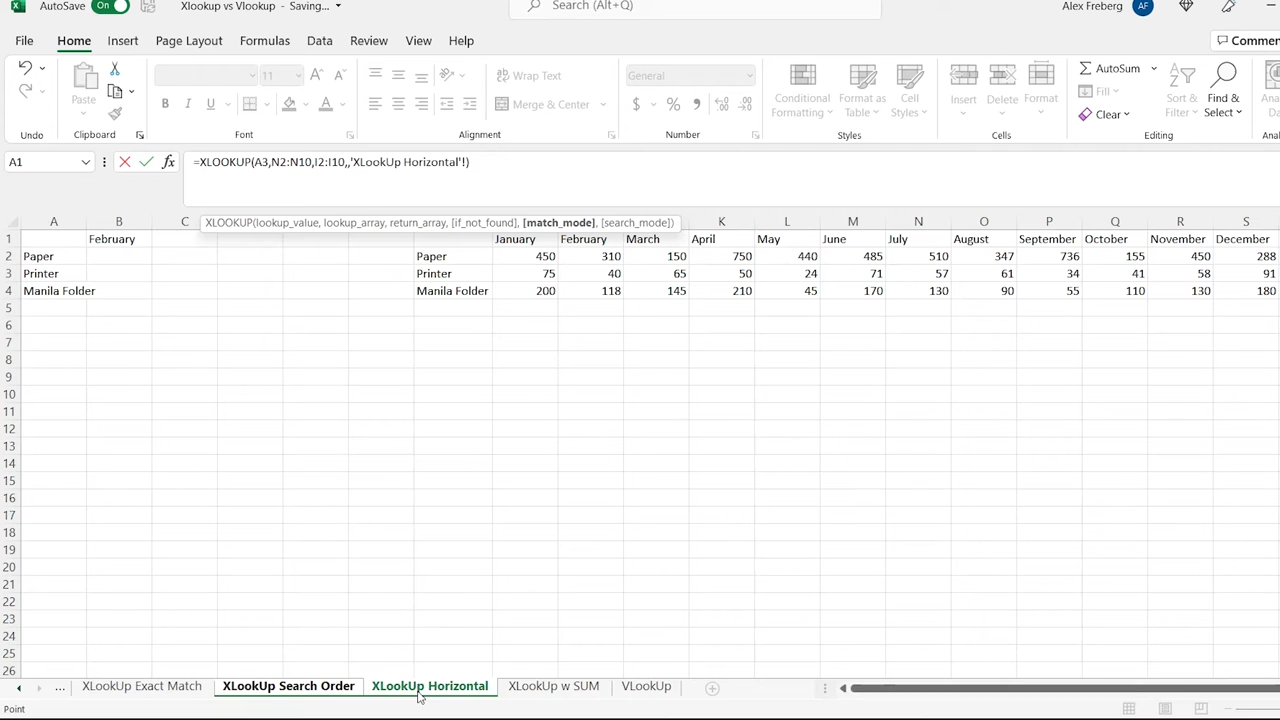 AutoSave On Xlookup vs Vlookup - Saving... Search (Alt+Q) Alex Freberg AF
File Home Insert Page Layout Formulas Data Review View Help
Paste 11 Wrap Text General Conditional Formatting Format as Table Cell Styles Insert Delete Format AutoSum Sort & Filter Find & Select
B I U Merge & Center $ % Fill Clear
Undo Clipboard Font Alignment Number Styles Cells Editing
A1 fx =XLOOKUP(A3,N2:N10,I2:I10,,'XLookUp Horizontal'!)
XLOOKUP(lookup_value, lookup_array, return_array, [if_not_found], [match_mode], [search_mode])
A B C K L M N O P Q R S
1 February January February March April May June July August September October November December
2 Paper Paper 450 310 150 750 440 485 510 347 736 155 450 288
3 Printer Printer 75 40 65 50 24 71 57 61 34 41 58 91
4 Manila Folder Manila Folder 200 118 145 210 45 170 130 90 55 110 130 180
5
6
7
8
9
10
11
12
13
14
15
16
17
18
19
20
21
22
23
24
25
26
... XLookUp Exact Match XLookUp Search Order XLookUp Horizontal XLookUp w SUM VLookUp
Point